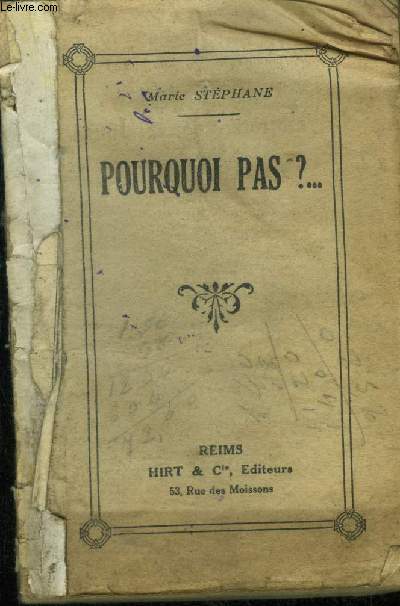 Le-livre.com
Marie STÉPHANE
POURQUOI PAS ?...
REIMS
HIRT & Cie, Editeurs
53, Rue des Moissons